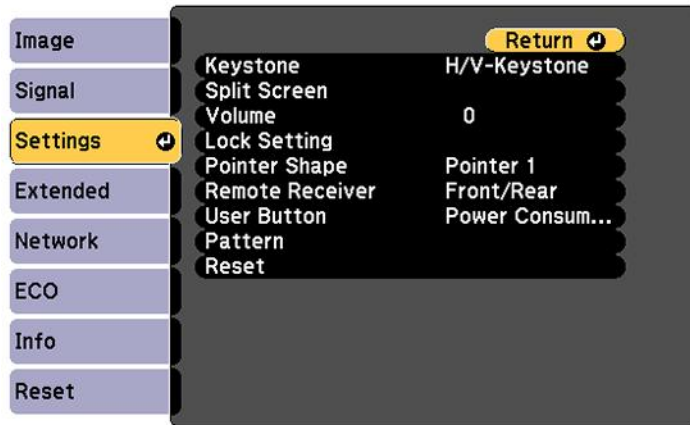 Image
Signal
Settings
Extended
Network
ECO
Info
Reset
Return
Keystone H/V-Keystone
Split Screen
Volume 0
Lock Setting
Pointer Shape Pointer 1
Remote Receiver Front/Rear
User Button Power Consum...
Pattern
Reset